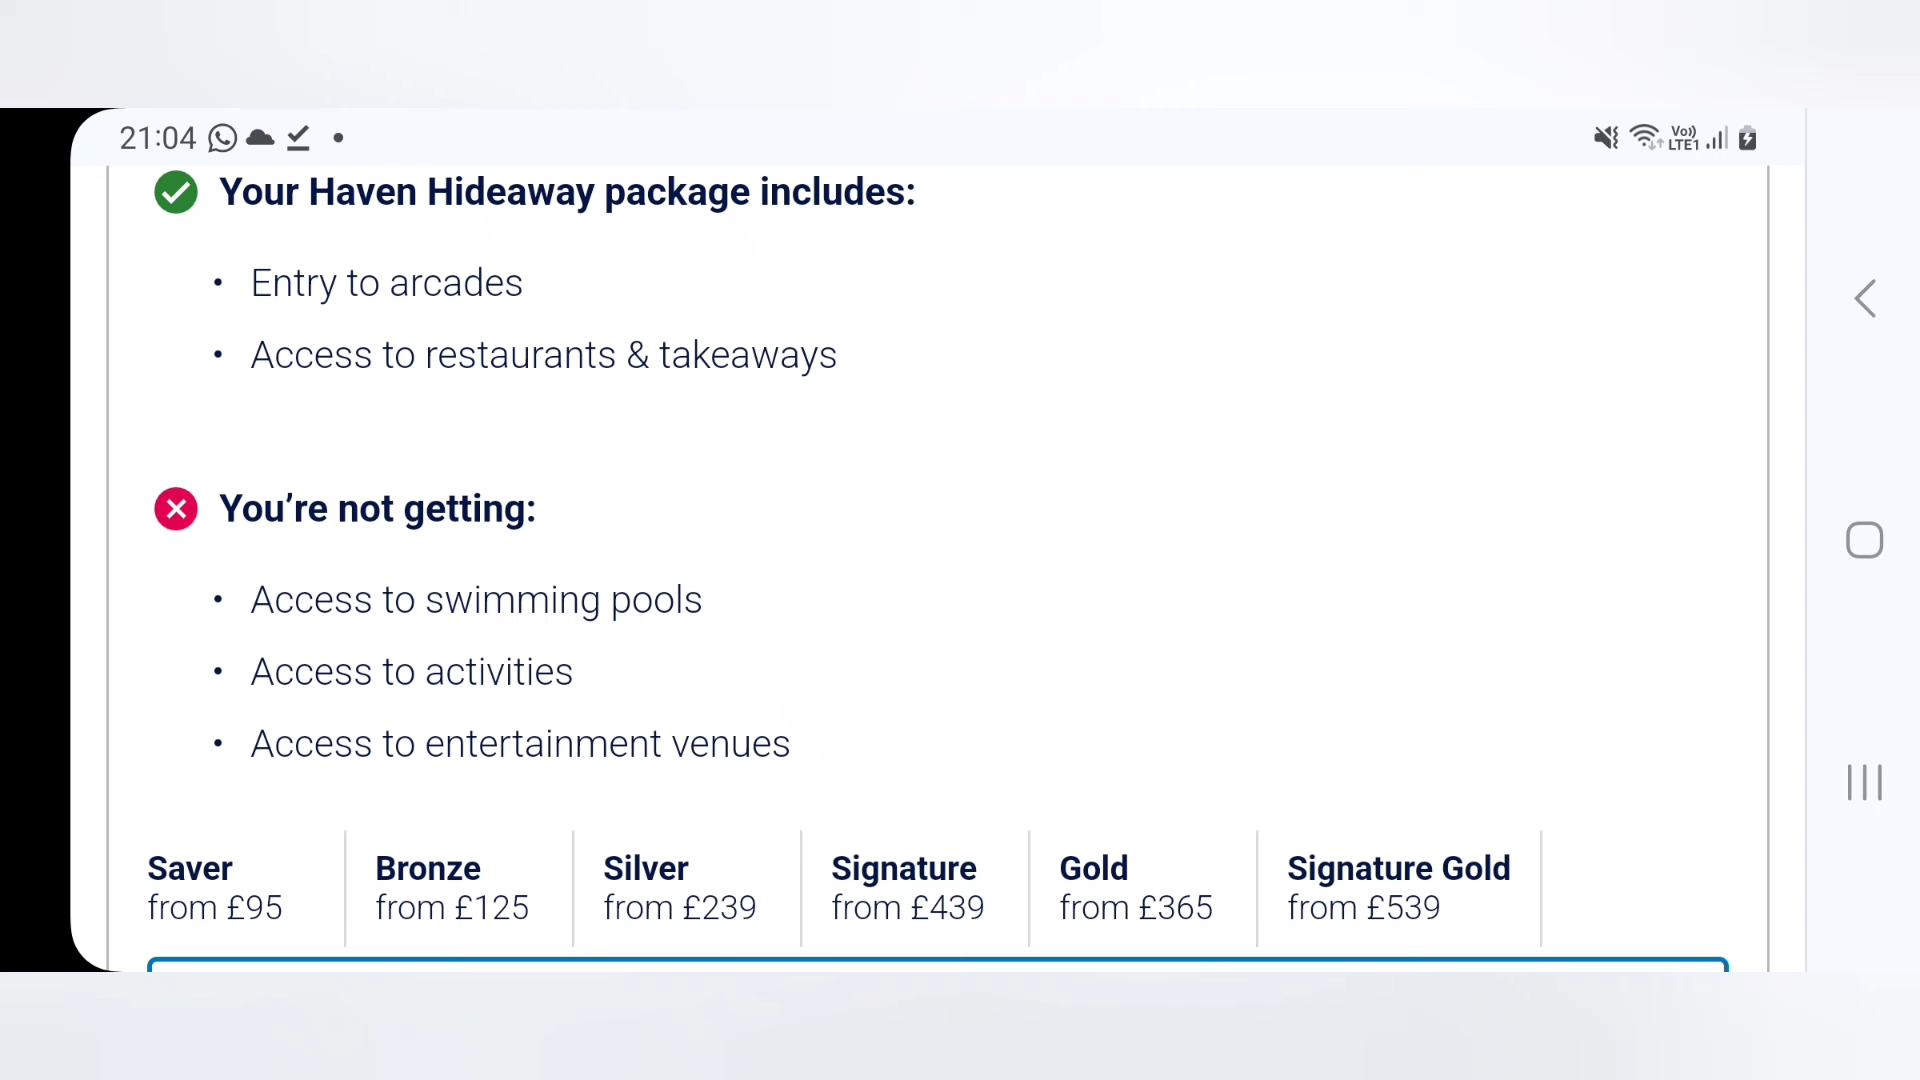 21:04
Vo)) LTE1
Your Haven Hideaway package includes:
• Entry to arcades
• Access to restaurants & takeaways
You’re not getting:
• Access to swimming pools
• Access to activities
• Access to entertainment venues
Saver
from £95
Bronze
from £125
Silver
from £239
Signature
from £439
Gold
from £365
Signature Gold
from £539